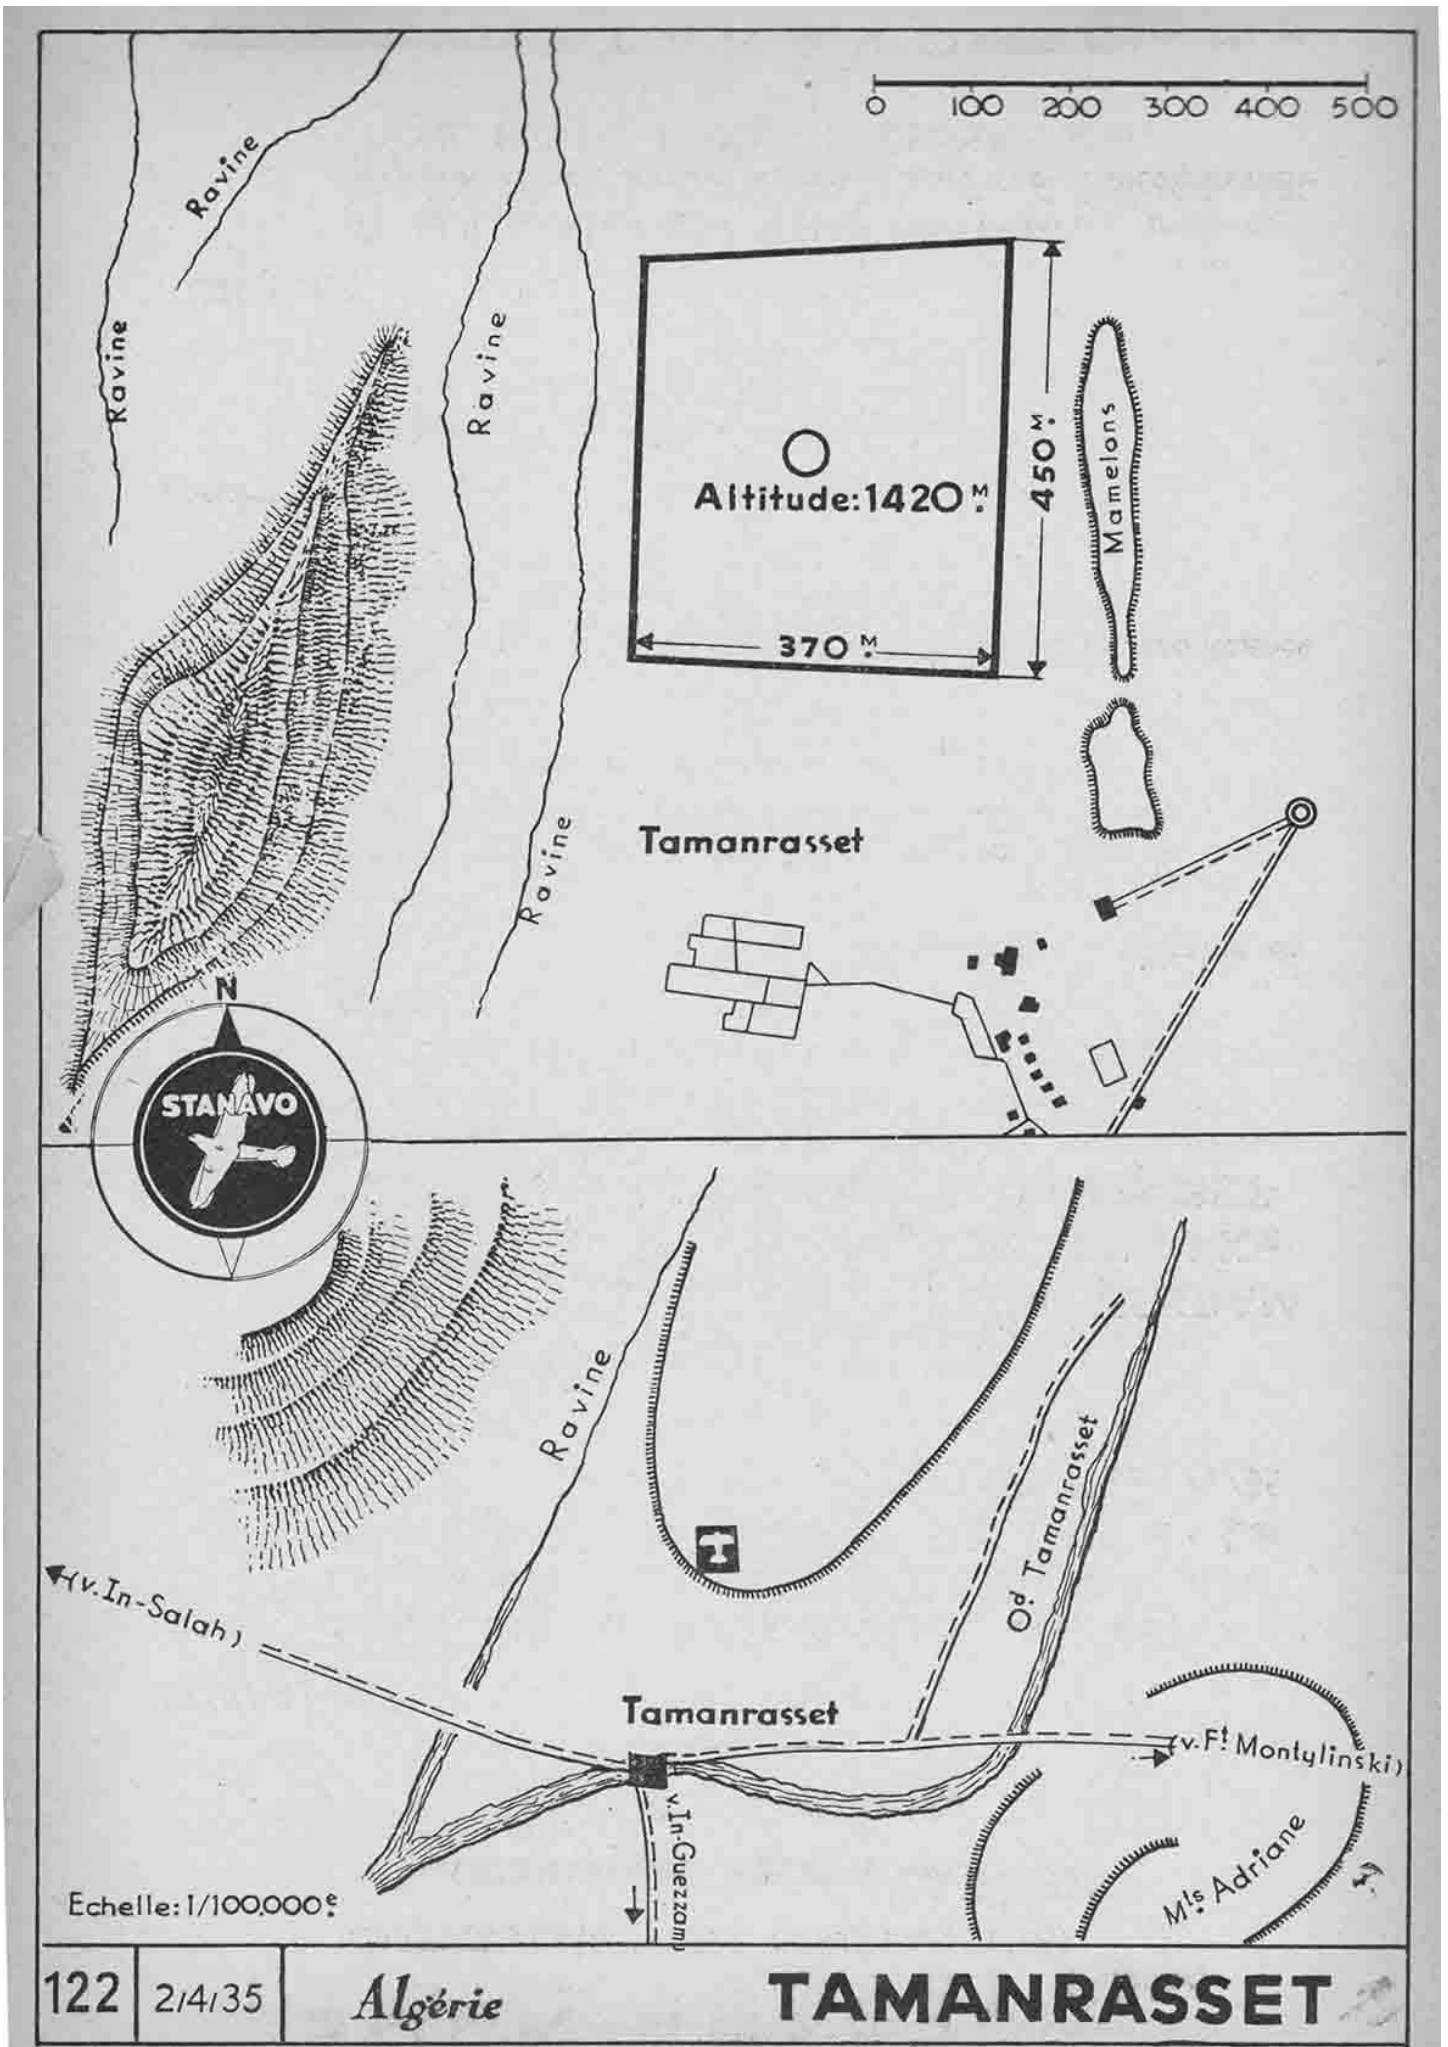 0 100 200 300 400 500
Ravine
Ravine
Ravine
Altitude: 1420 M.
450 M.
Mamelons
370 M.
Ravine
Tamanrasset
N
STANAVO
Ravine
Od Tamanrasset
(v. In-Salah)
Tamanrasset
(v. Ft Montylinski)
v. In-Guezzam)
Mts Adriane
Echelle: 1/100.000e
122
2/4/35
Algérie
TAMANRASSET